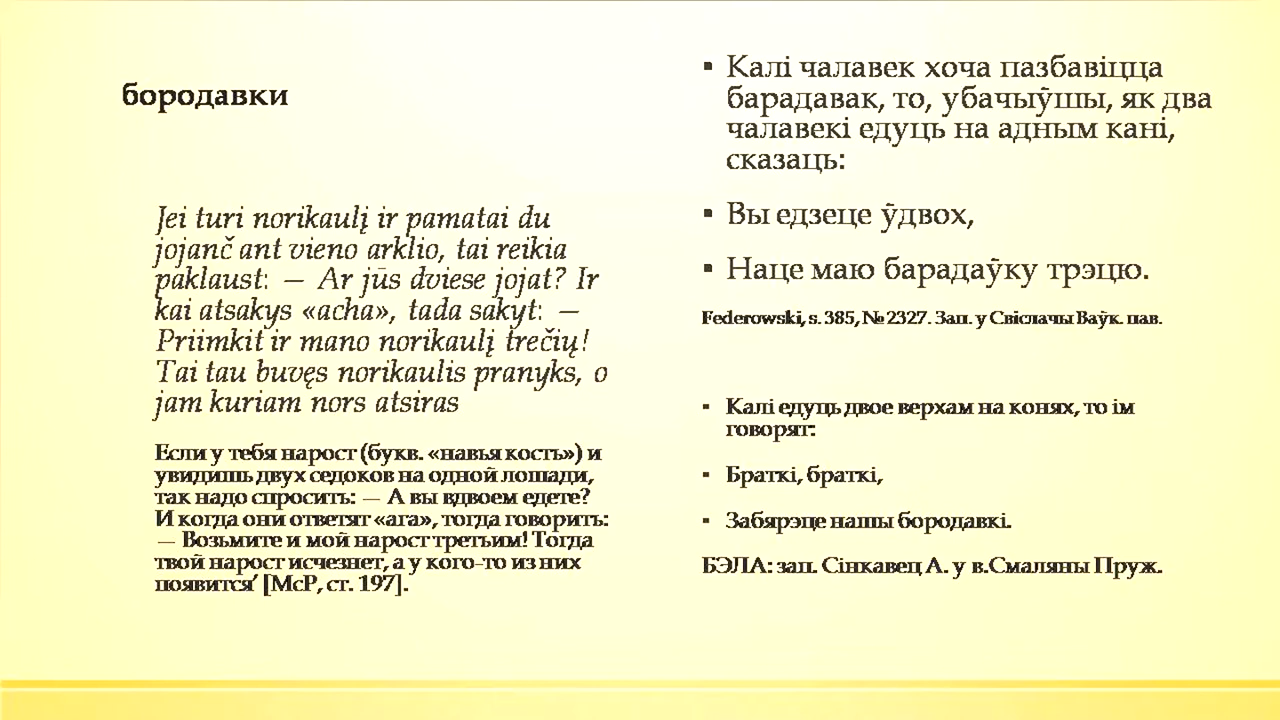 бородавки
Jei turi norikaulį ir pamatai du
jojanč ant vieno arklio, tai reikia
paklaust: — Ar jūs dviese jojat? Ir
kai atsakys «acha», tada sakyt: —
Priimkit ir mano norikaulį trečių!
Tai tau buvęs norikaulis pranyks, o
jam kuriam nors atsiras
Если у тебя нарост (букв. «навья кость») и
увидишь двух седоков на одной лошади,
так надо спросить: — А вы вдвоем едете?
И когда они ответят «ага», тогда говорить:
— Возьмите и мой нарост третьим! Тогда
твой нарост исчезнет, а у кого-то из них
появится’ [McP, ст. 197].
▪ Калі чалавек хоча пазбавіцца
барадавак, то, убачыўшы, як два
чалавекі едуць на адным кані,
сказаць:
▪ Вы едзеце ўдвох,
▪ Наце маю барадаўку трэцю.
Federowski, s. 385, № 2327. Зап. у Свіслачы Ваўк. пав.
▪ Калі едуць двое верхам на конях, то ім
говорят:
▪ Браткі, браткі,
▪ Забярэце нашы бородавкі.
БЭЛА: зап. Сінкавец А. у в.Смаляны Пруж.